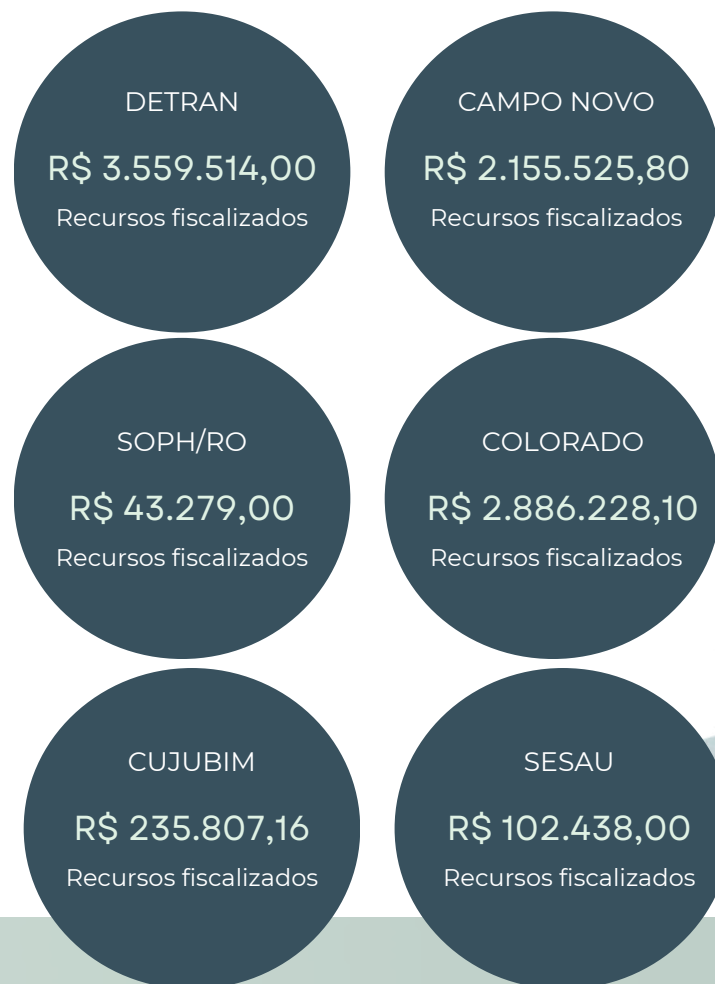 DETRAN
R$ 3.559.514,00
Recursos fiscalizados
CAMPO NOVO
R$ 2.155.525,80
Recursos fiscalizados
SOPH/RO
R$ 43.279,00
Recursos fiscalizados
COLORADO
R$ 2.886.228,10
Recursos fiscalizados
CUJUBIM
R$ 235.807,16
Recursos fiscalizados
SESAU
R$ 102.438,00
Recursos fiscalizados